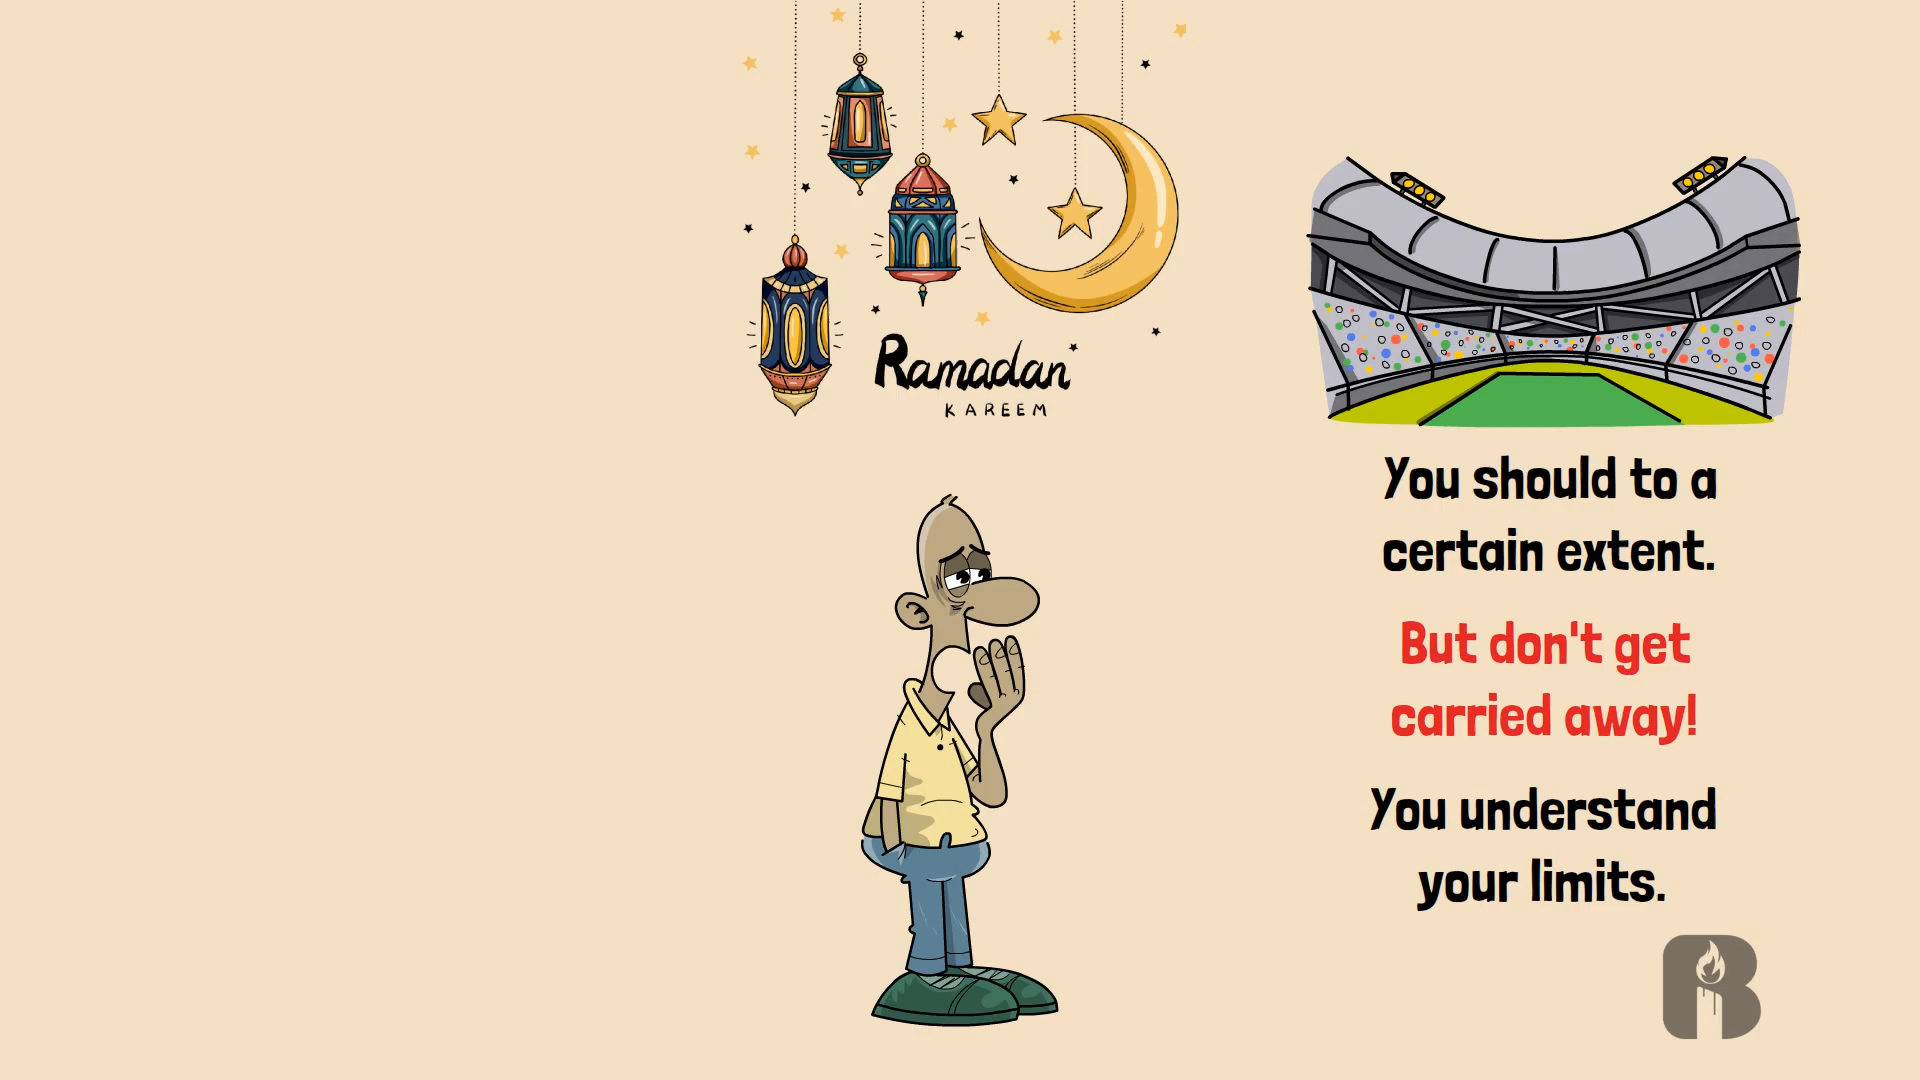 Ramadan
KAREEM
You should to a
certain extent.
But don't get
carried away!
You understand
your limits.
B